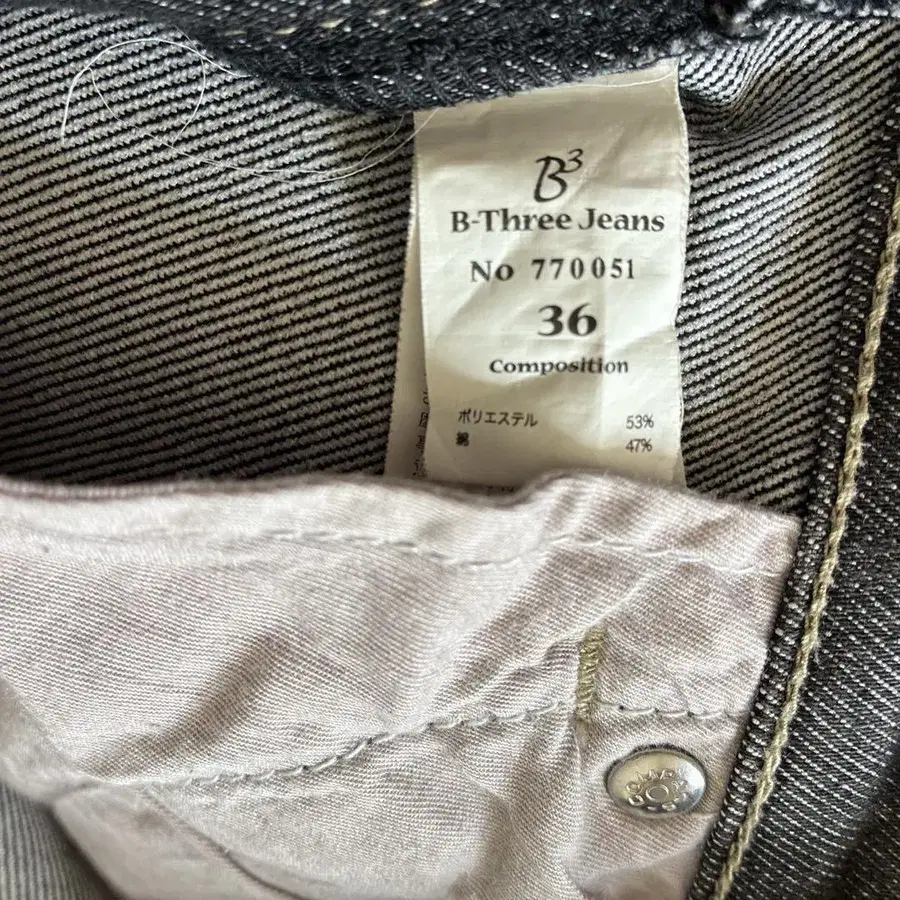 B³
B-Three Jeans
No 770051
36
Composition
ポリエステル 53%
綿 47%